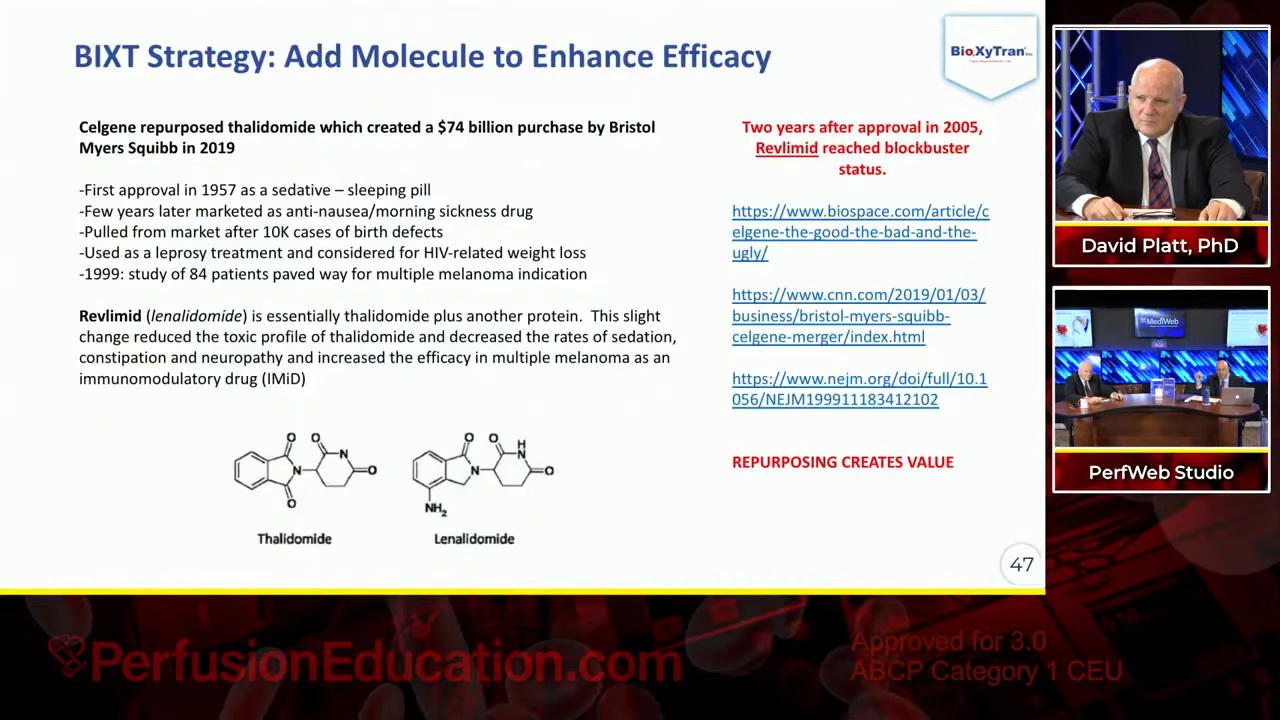 BIXT Strategy: Add Molecule to Enhance Efficacy
BioXyTran Inc
Celgene repurposed thalidomide which created a $74 billion purchase by Bristol
Myers Squibb in 2019
-First approval in 1957 as a sedative – sleeping pill
-Few years later marketed as anti-nausea/morning sickness drug
-Pulled from market after 10K cases of birth defects
-Used as a leprosy treatment and considered for HIV-related weight loss
-1999: study of 84 patients paved way for multiple melanoma indication
Revlimid (lenalidomide) is essentially thalidomide plus another protein. This slight
change reduced the toxic profile of thalidomide and decreased the rates of sedation,
constipation and neuropathy and increased the efficacy in multiple melanoma as an
immunomodulatory drug (IMiD)
O
O
N
N
O
O
Thalidomide
O
O
H
N
N
O
NH2
Lenalidomide
Two years after approval in 2005,
Revlimid reached blockbuster
status.
https://www.biospace.com/article/c
elgene-the-good-the-bad-and-the-
ugly/
https://www.cnn.com/2019/01/03/
business/bristol-myers-squibb-
celgene-merger/index.html
https://www.nejm.org/doi/full/10.1
056/NEJM199911183412102
REPURPOSING CREATES VALUE
47
David Platt, PhD
MediWeb
PerfWeb Studio
PerfusionEducation.com
Approved for 3.0
ABCP Category 1 CEU